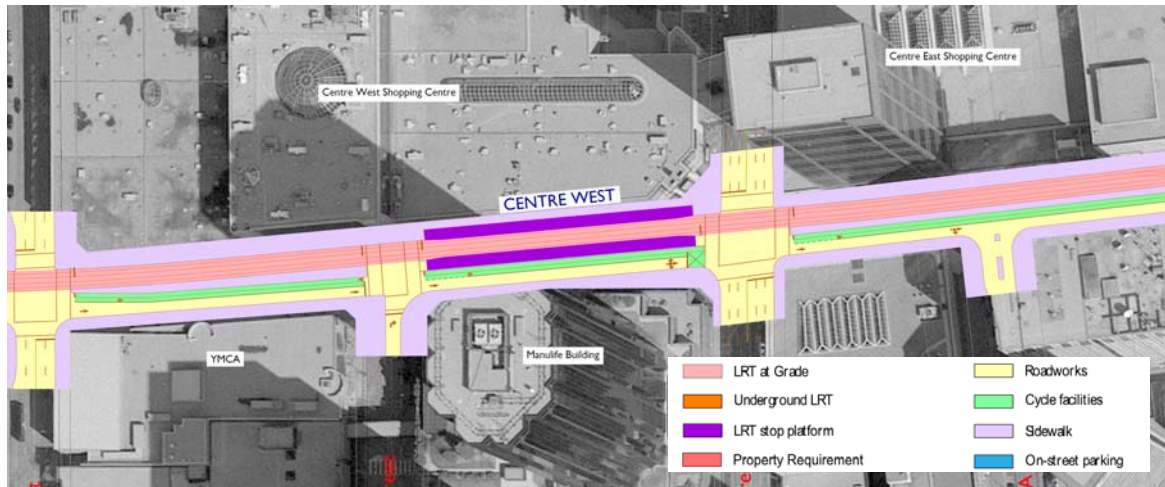 Centre East Shopping Centre
Centre West Shopping Centre
CENTRE WEST
YMCA
Manulife Building
LRT at Grade
Underground LRT
LRT stop platform
Property Requirement
Roadworks
Cycle facilities
Sidewalk
On-street parking